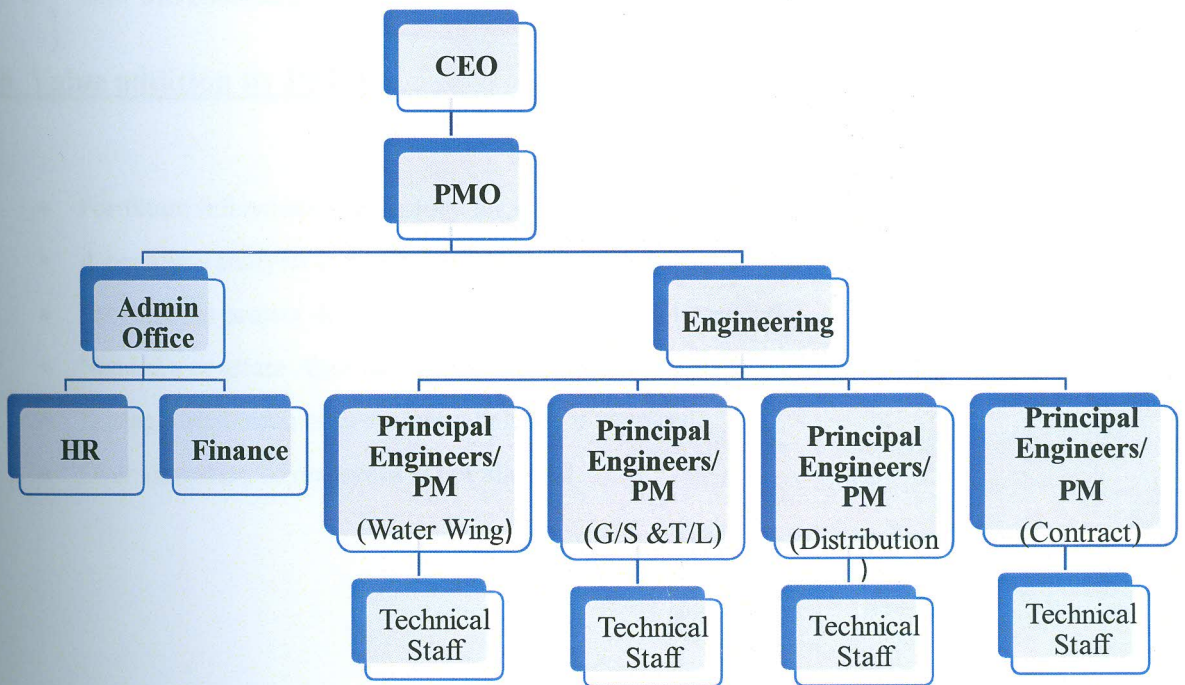 CEO
PMO
Admin
Office
Engineering
HR
Finance
Principal
Engineers/
PM
(Water Wing)
Principal
Engineers/
PM
(G/S &T/L)
Principal
Engineers/
PM
(Distribution
)
Principal
Engineers/
PM
(Contract)
Technical
Staff
Technical
Staff
Technical
Staff
Technical
Staff